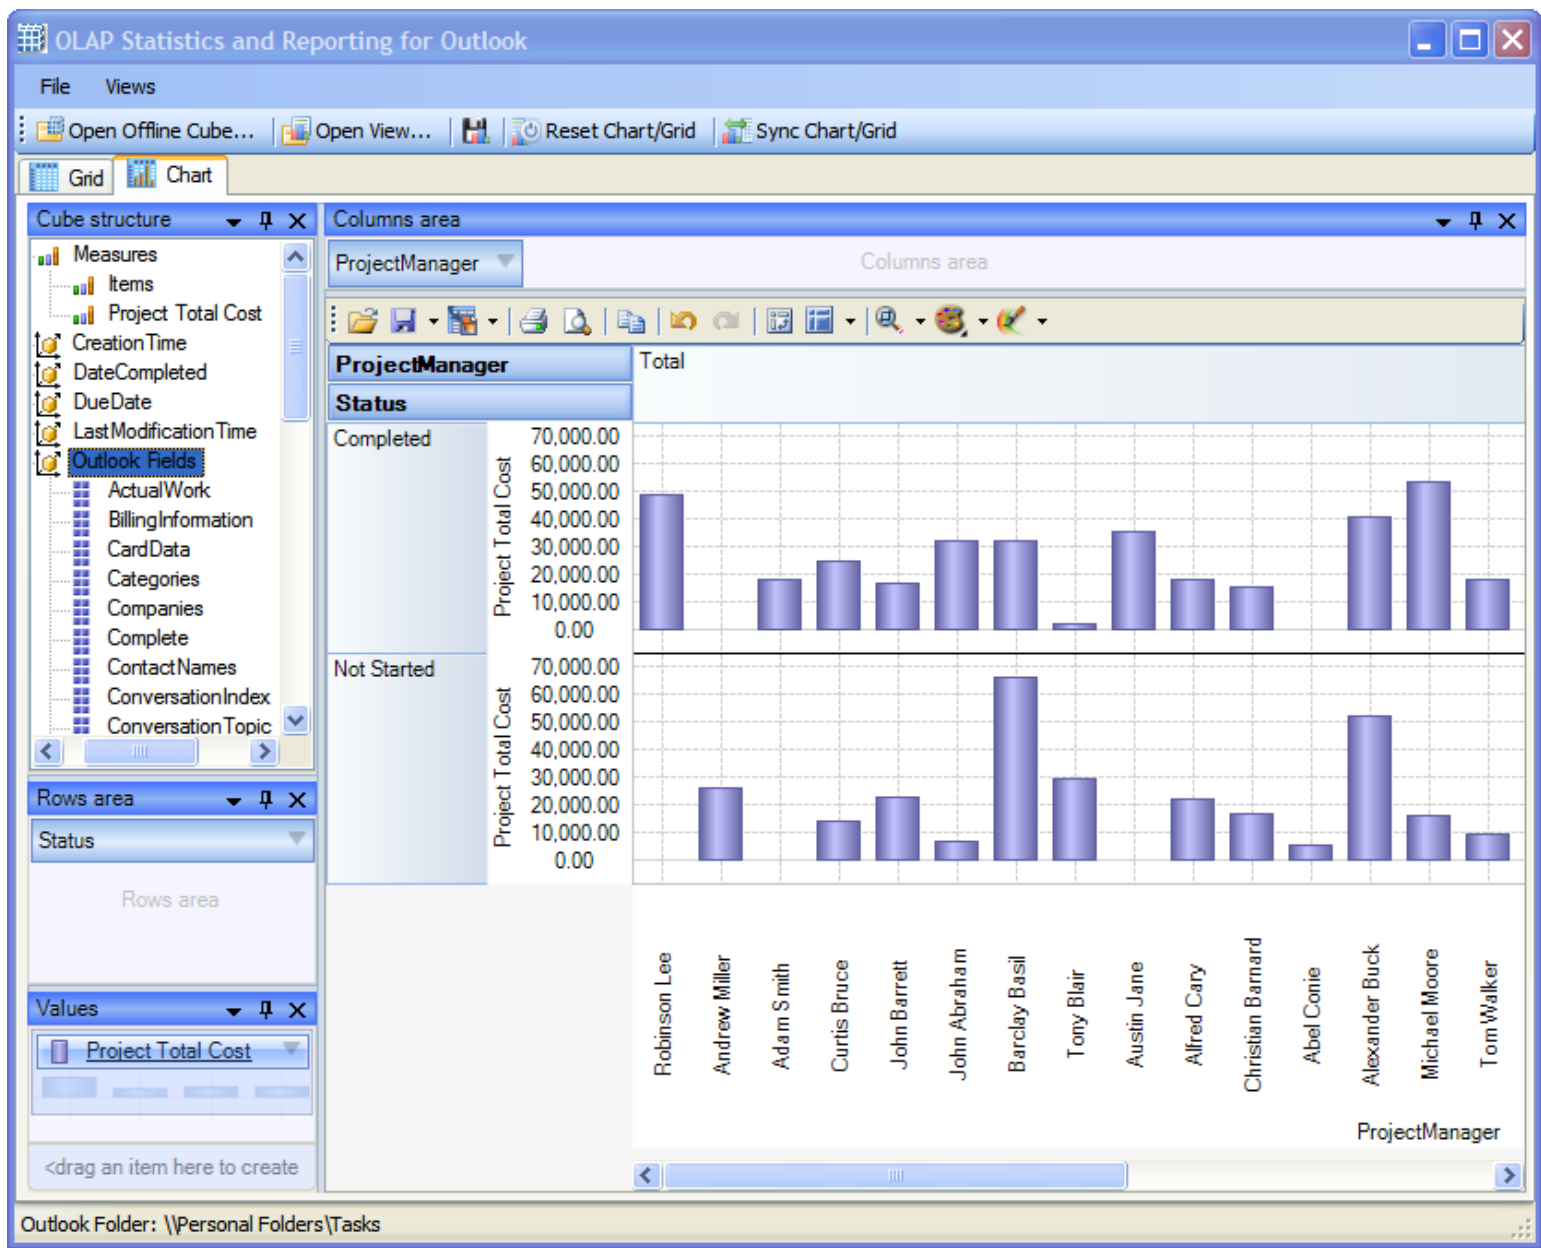 OLAP Statistics and Reporting for Outlook
File Views
Open Offline Cube... Open View... Reset Chart/Grid Sync Chart/Grid
Grid Chart
Cube structure
Measures
Items
Project Total Cost
CreationTime
DateCompleted
DueDate
LastModificationTime
Outlook Fields
ActualWork
BillingInformation
CardData
Categories
Companies
Complete
ContactNames
ConversationIndex
ConversationTopic
Rows area
Status
Rows area
Values
Project Total Cost
<drag an item here to create
Columns area
ProjectManager
Columns area
ProjectManager
Total
Status
Completed
Project Total Cost
70,000.00
60,000.00
50,000.00
40,000.00
30,000.00
20,000.00
10,000.00
0.00
Not Started
Project Total Cost
70,000.00
60,000.00
50,000.00
40,000.00
30,000.00
20,000.00
10,000.00
0.00
Robinson Lee
Andrew Miller
Adam Smith
Curtis Bruce
John Barrett
John Abraham
Barclay Basil
Tony Blair
Austin Jane
Alfred Cary
Christian Barnard
Abel Conie
Alexander Buck
Michael Moore
Tom Walker
ProjectManager
Outlook Folder: \\Personal Folders\Tasks